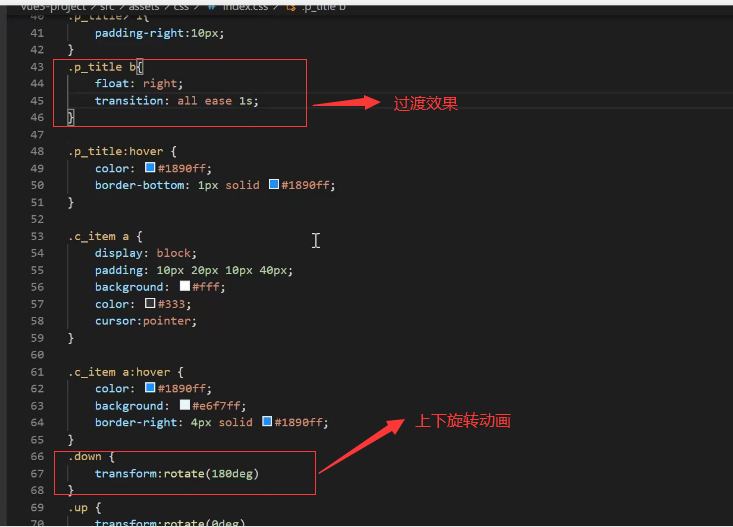 vue3-project > src > assets > css > # index.css > .p_title b
40 .p_title> i{
41 padding-right:10px;
42 }
43 .p_title b{
44 float: right;
45 transition: all ease 1s;
过渡效果
46 }
47
48 .p_title:hover {
49 color: #1890ff;
50 border-bottom: 1px solid #1890ff;
51 }
52
53 .c_item a {
54 display: block;
55 padding: 10px 20px 10px 40px;
56 background: #fff;
57 color: #333;
58 cursor:pointer;
59 }
60
61 .c_item a:hover {
62 color: #1890ff;
63 background: #e6f7ff;
64 border-right: 4px solid #1890ff;
上下旋转动画
65 }
66 .down {
67 transform:rotate(180deg)
68 }
69 .up {
70 transform:rotate(0deg)